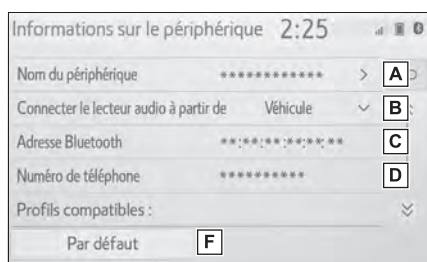 Informations sur le périphérique 2:25
Nom du périphérique ************ > A
Connecter le lecteur audio à partir de Véhicule B
Adresse Bluetooth **:**:**:**:**:** C
Numéro de téléphone ********** D
Profils compatibles :
Par défaut F